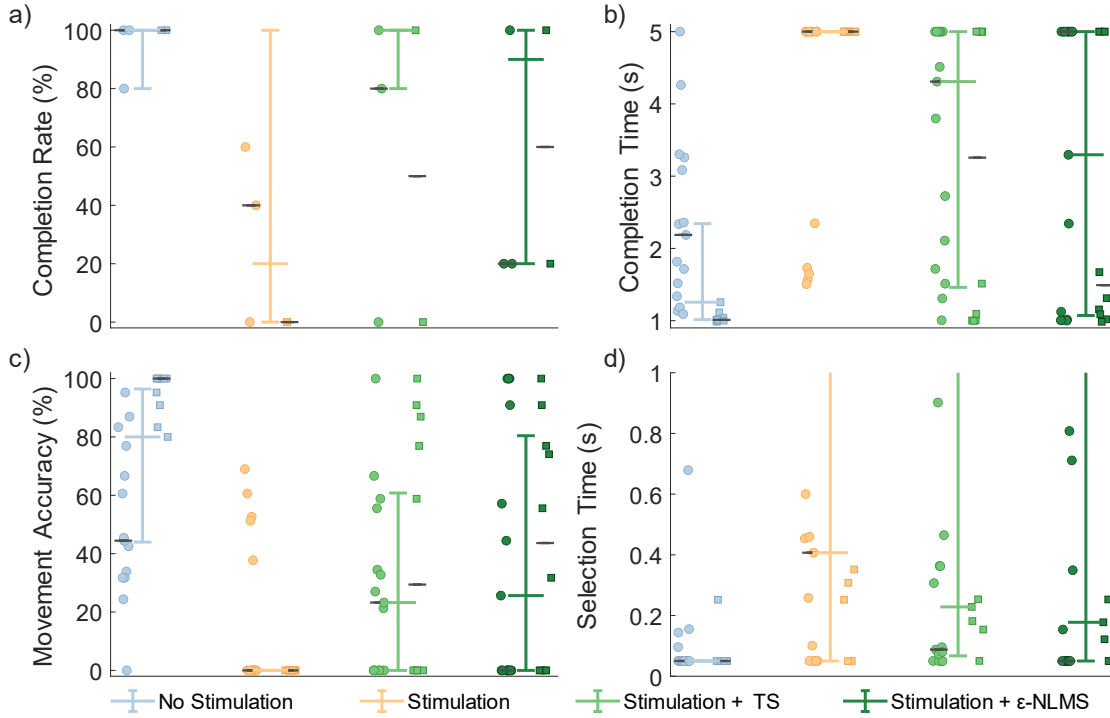 a)
Completion Rate (%)
100
80
60
40
20
0
b)
Completion Time (s)
5
4
3
2
1
c)
Movement Accuracy (%)
100
80
60
40
20
0
d)
Selection Time (s)
1
0.8
0.6
0.4
0.2
0
No Stimulation
Stimulation
Stimulation + TS
Stimulation + ε-NLMS